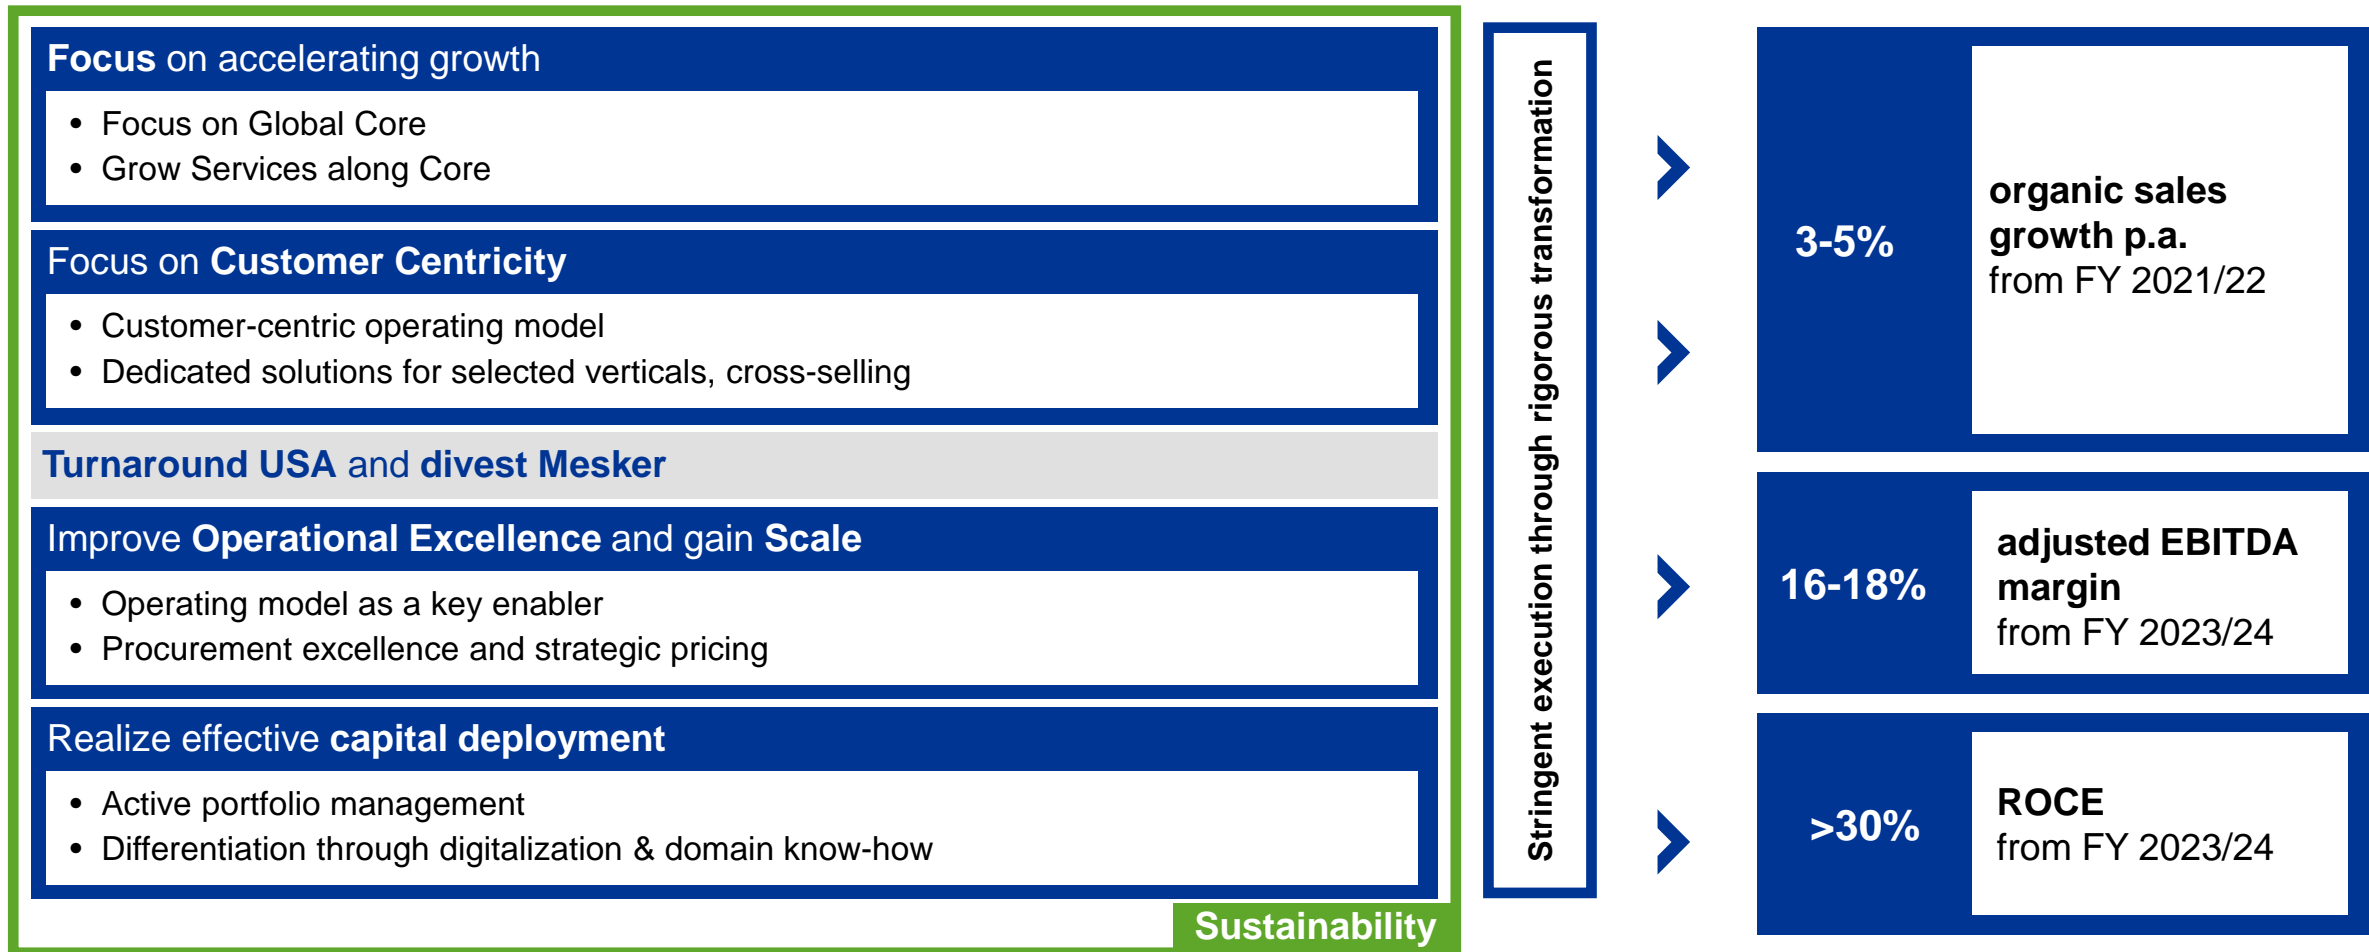 Focus on accelerating growth
• Focus on Global Core
• Grow Services along Core
Focus on Customer Centricity
• Customer-centric operating model
• Dedicated solutions for selected verticals, cross-selling
Turnaround USA and divest Mesker
Improve Operational Excellence and gain Scale
• Operating model as a key enabler
• Procurement excellence and strategic pricing
Realize effective capital deployment
• Active portfolio management
• Differentiation through digitalization & domain know-how
Sustainability
Stringent execution through rigorous transformation
3-5%
organic sales
growth p.a.
from FY 2021/22
16-18%
adjusted EBITDA
margin
from FY 2023/24
>30%
ROCE
from FY 2023/24